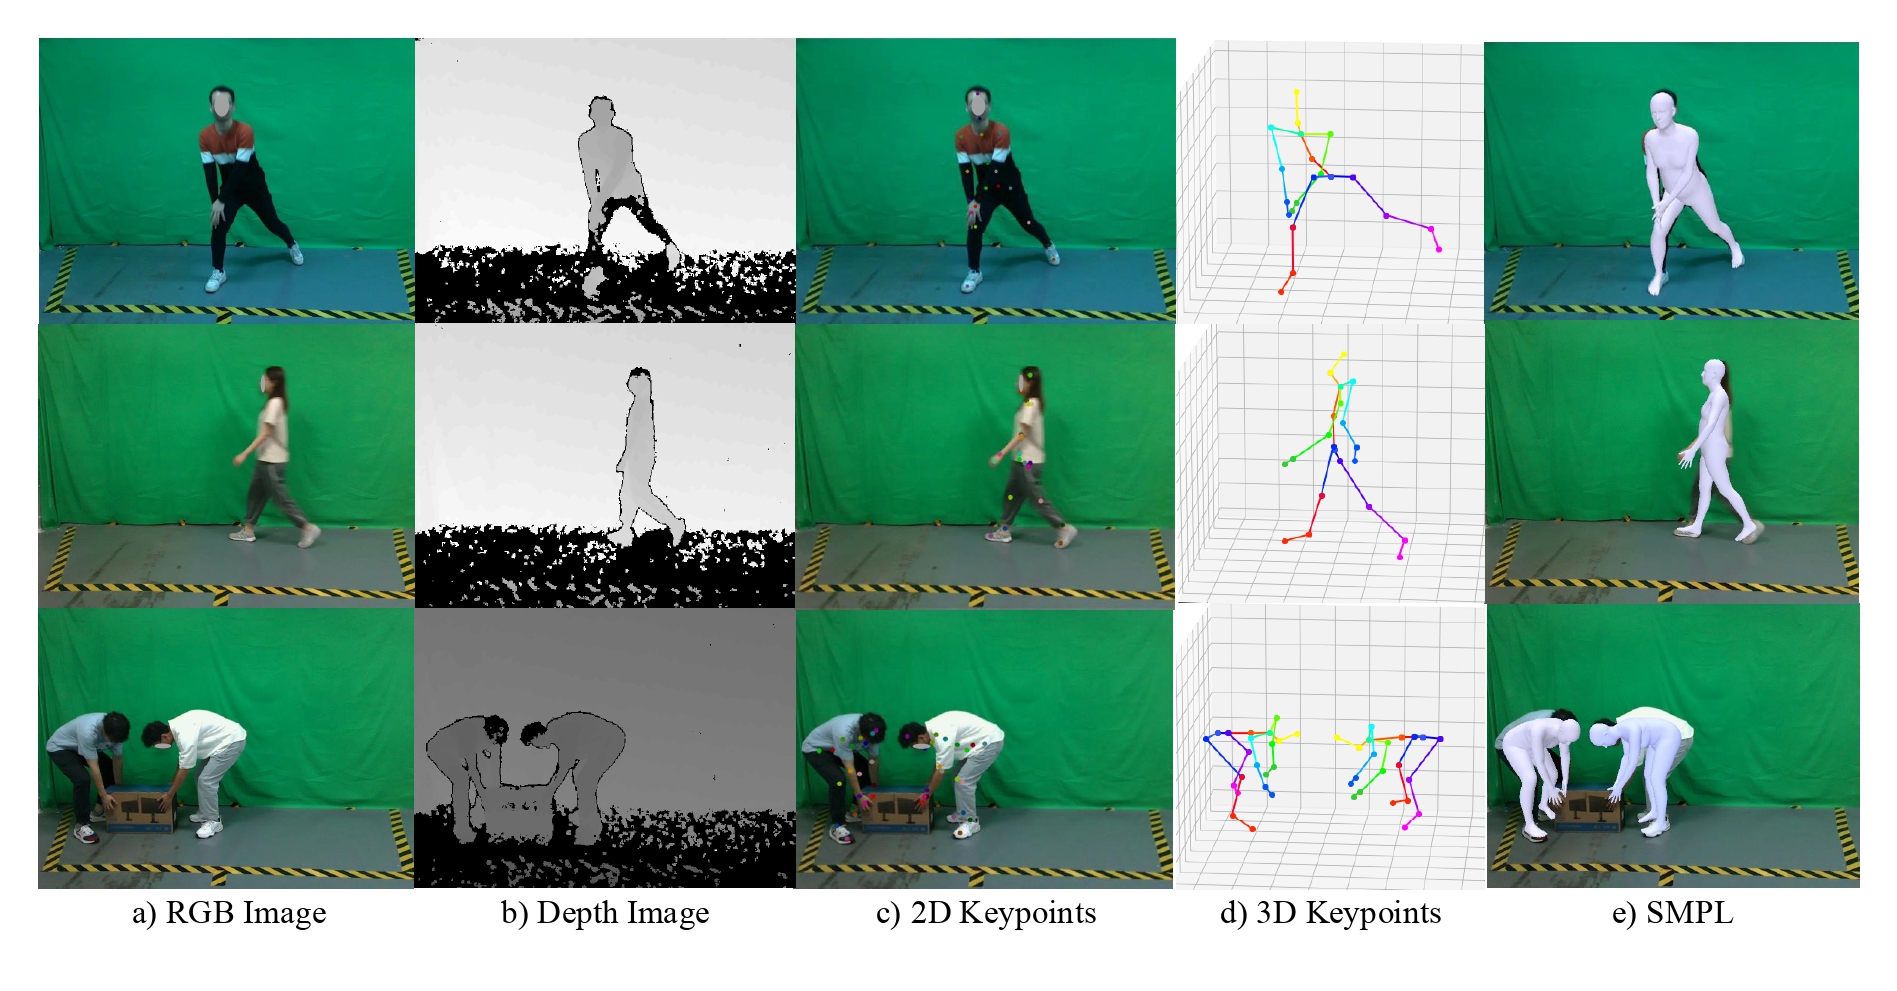 a) RGB Image
b) Depth Image
c) 2D Keypoints
d) 3D Keypoints
e) SMPL